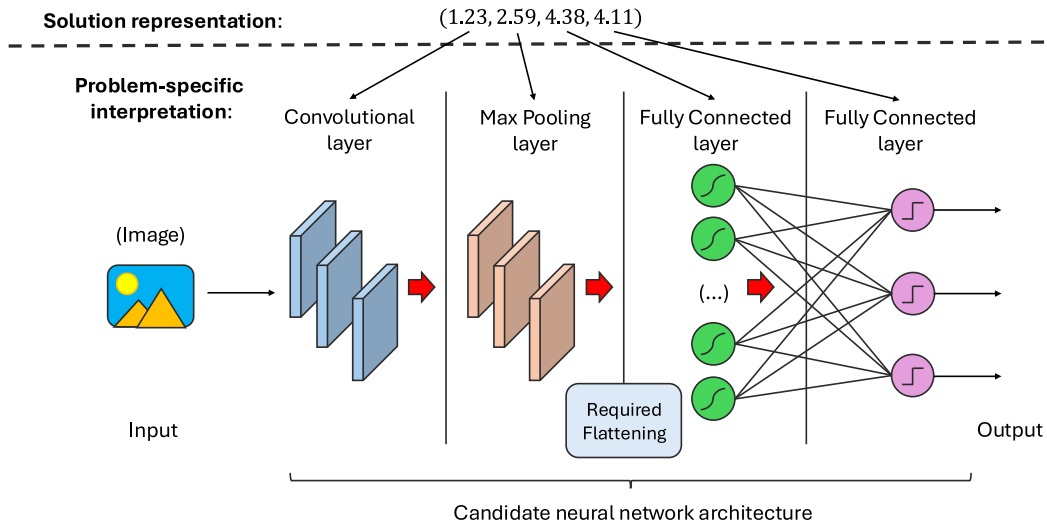 Solution representation:
(1.23, 2.59, 4.38, 4.11)
Problem-specific
interpretation:
Convolutional
layer
Max Pooling
layer
Fully Connected
layer
Fully Connected
layer
(Image)
(...)
Required
Flattening
Input
Output
Candidate neural network architecture